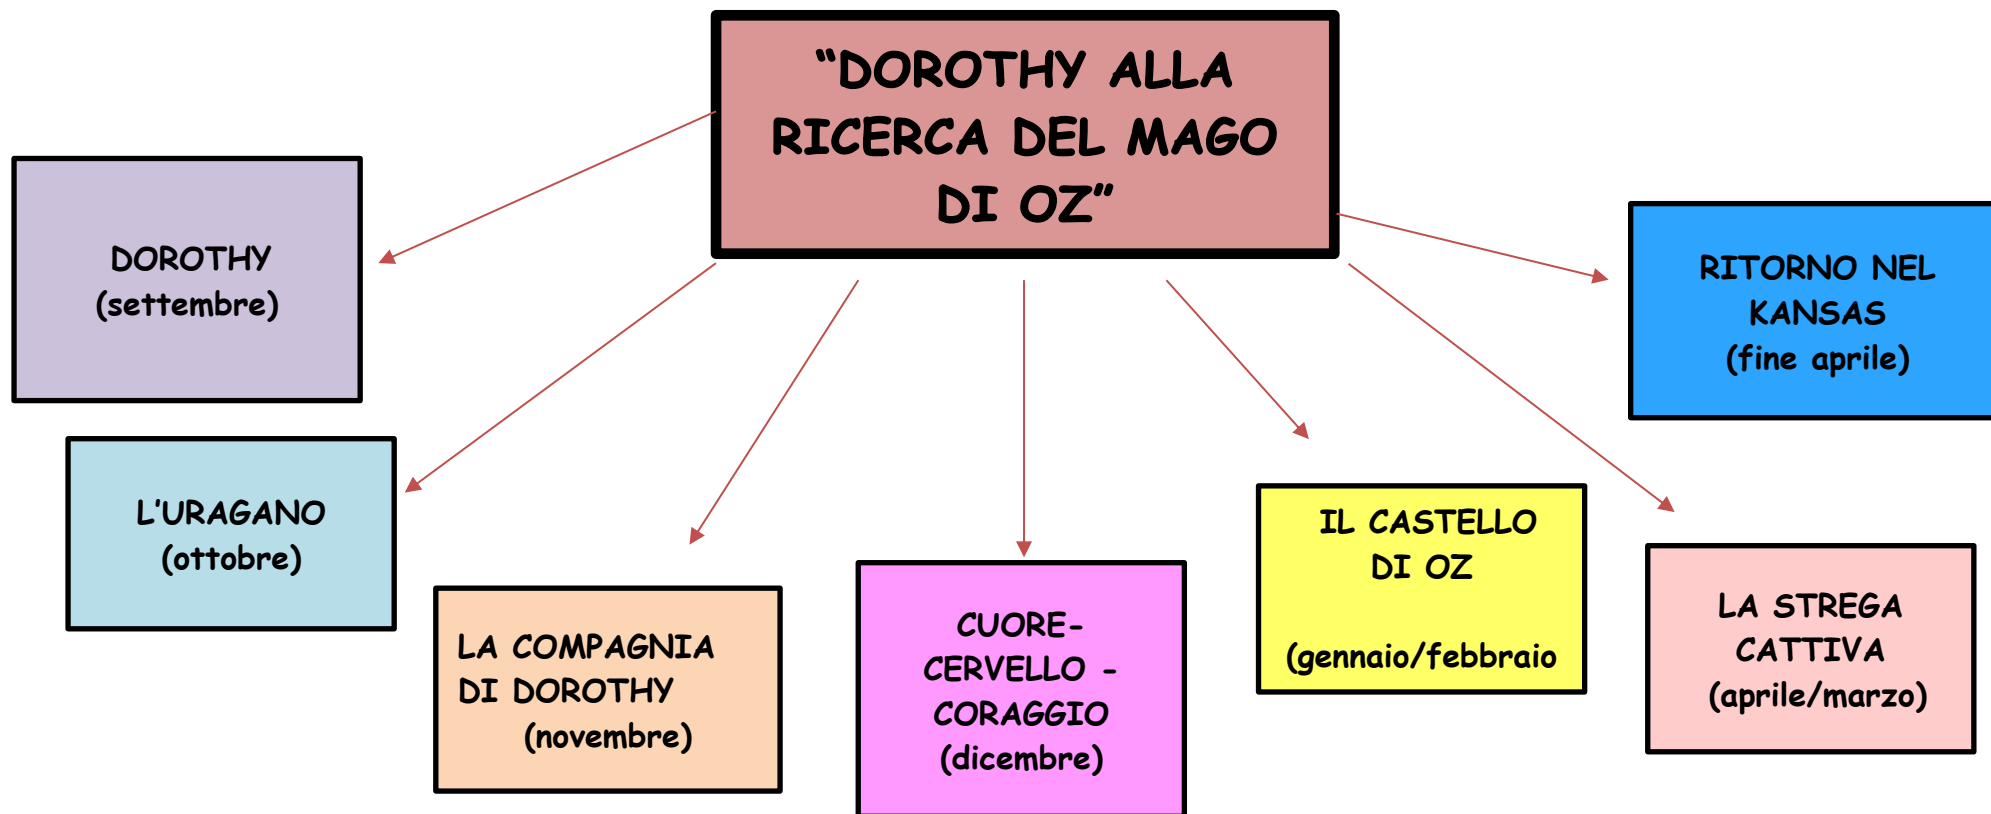 “DOROTHY ALLA
RICERCA DEL MAGO
DI OZ”
DOROTHY
(settembre)
L’URAGANO
(ottobre)
LA COMPAGNIA
DI DOROTHY
(novembre)
CUORE-
CERVELLO -
CORAGGIO
(dicembre)
IL CASTELLO
DI OZ
(gennaio/febbraio
LA STREGA
CATTIVA
(aprile/marzo)
RITORNO NEL
KANSAS
(fine aprile)